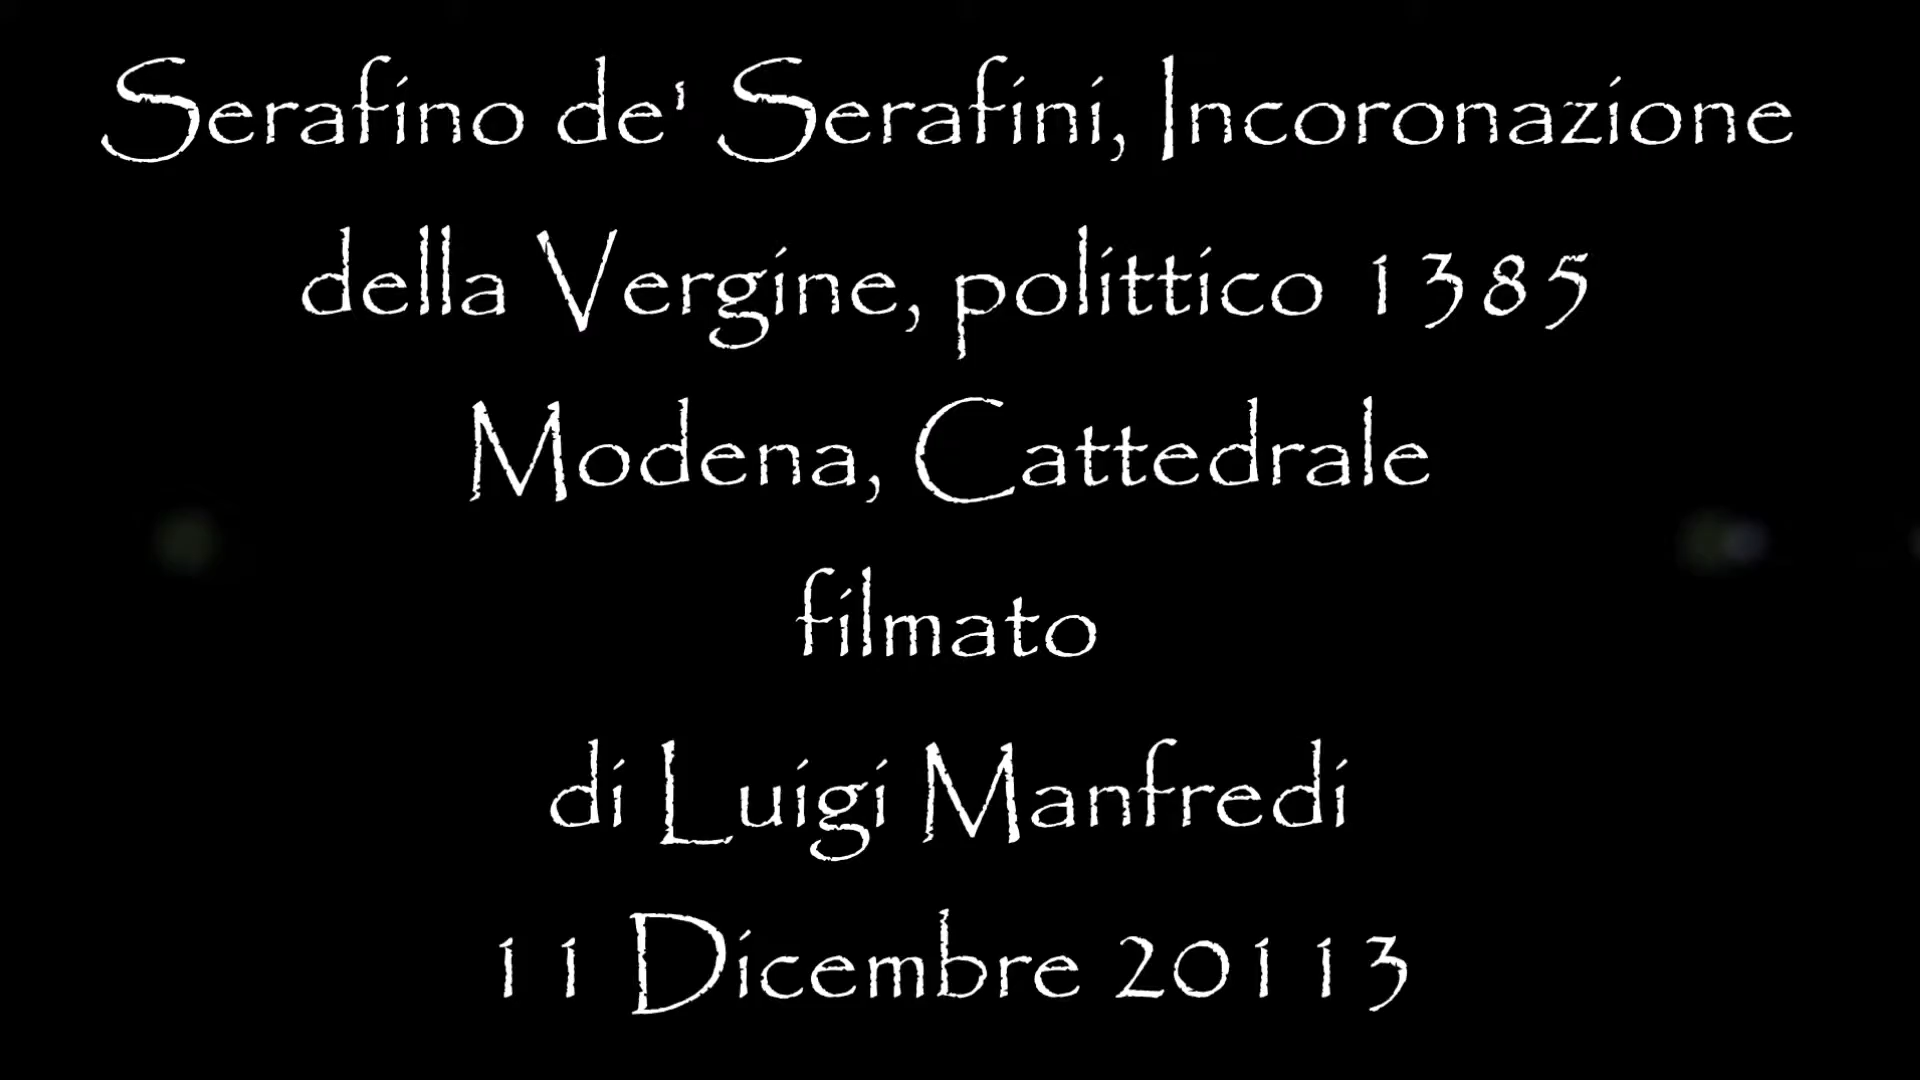 Serafino de' Serafini, Incoronazione
della Vergine, polittico 1385
Modena, Cattedrale
filmato
di Luigi Manfredi
11 Dicembre 20113